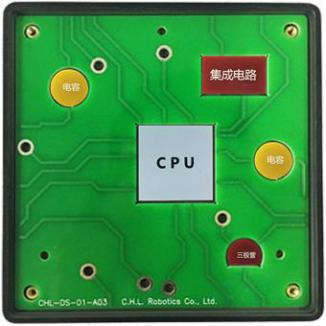 集成电路
电容
CPU
电容
三极管
CHL-DS-01-A03 C.H.L. Robotics Co., Ltd.